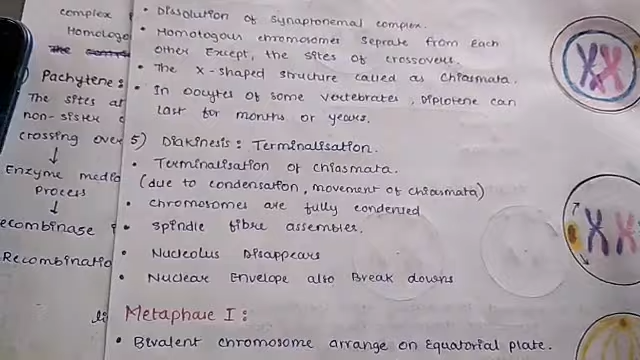 complex
Homologo
The
Pachytene:
The sites
non-sister
crossing over
↓
Enzyme media
process
↓
ecombinase
Recombinatio
• Dissolution of synaptonemal complex.
• Homotogous chromosomes seprate from each
other Except, the sites of crossovers.
• The X-shaped structure called as chiasmata.
• In oocytes of some vertebrates, Diplotene can
last for months or years.
5) Diakinesis: Terminalisation.
• Terminalisation of chiasmata.
(due to condensation, movement of chiasmata)
• chromosomes are fully condented
• spindle fibre assembles.
• Nucleolus Disappears
• Nuclear Envelope also Break downs
Metaphase I:
• Bivalent chromosome arrange on Equatorial plate.